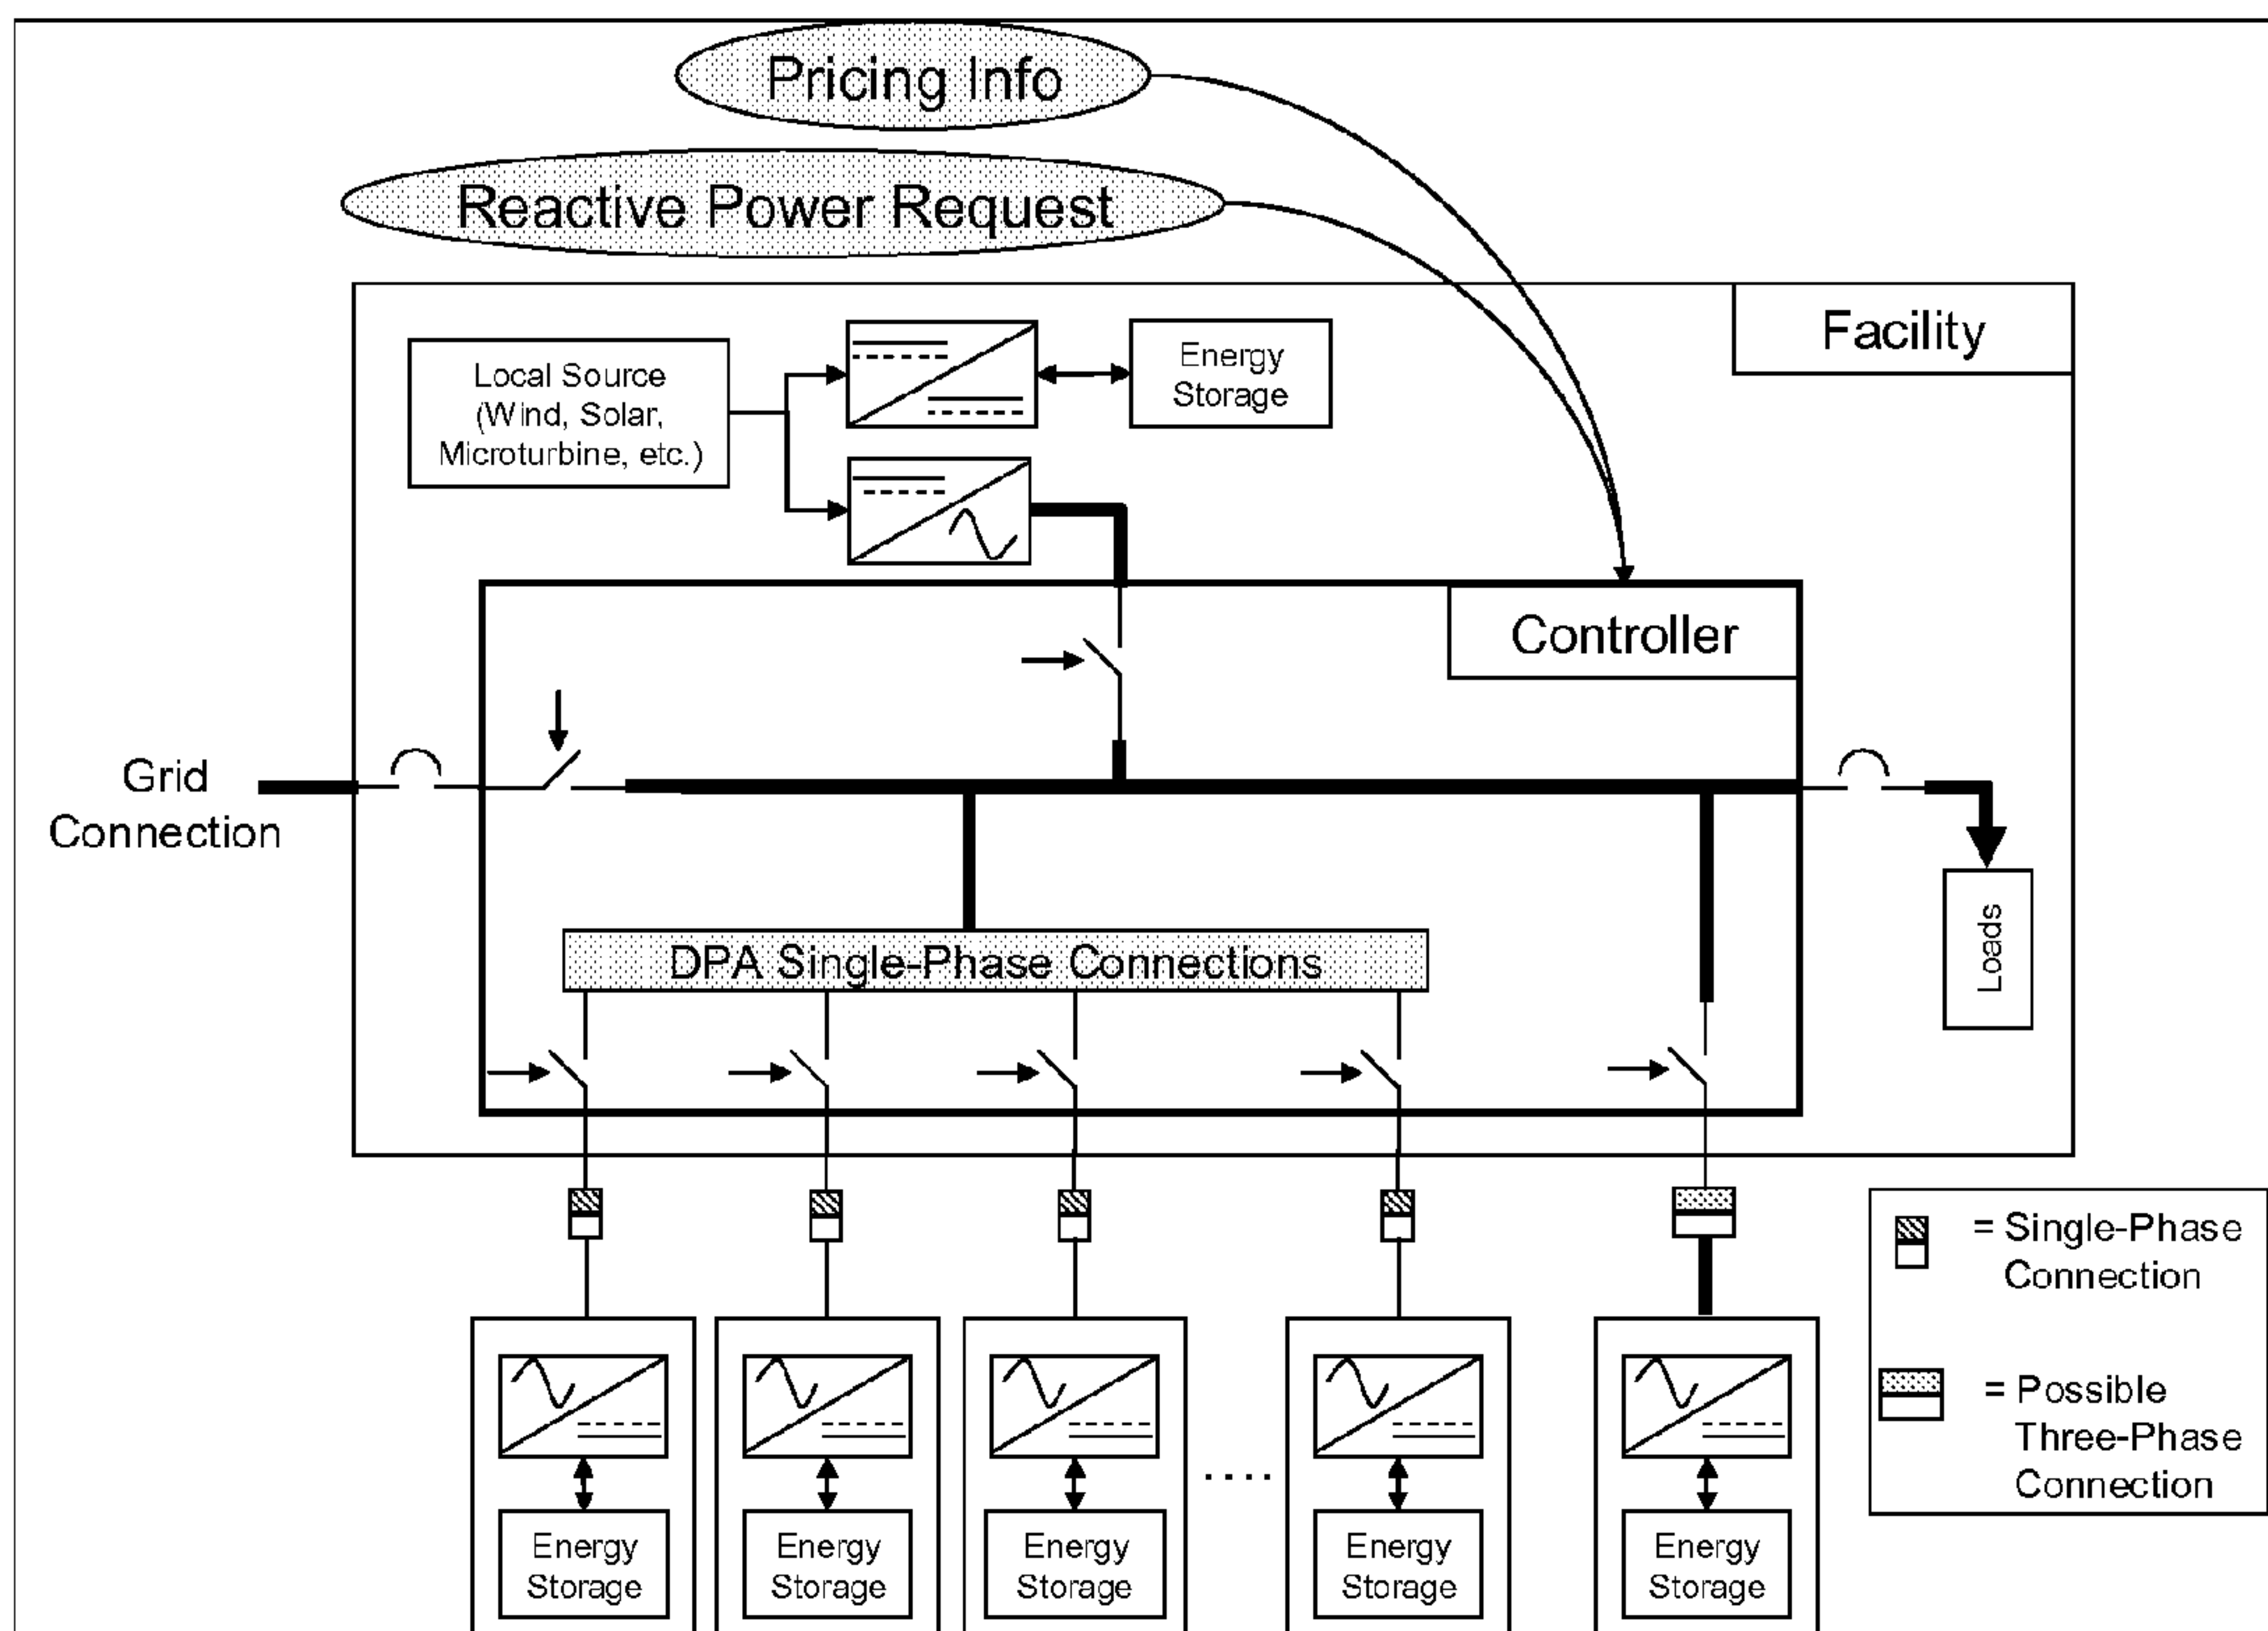 Pricing Info
Reactive Power Request
Facility
Local Source
(Wind, Solar,
Microturbine, etc.)
Energy
Storage
Controller
Grid
Connection
Loads
DPA Single-Phase Connections
= Single-Phase
Connection
= Possible
Three-Phase
Connection
....
Energy
Storage
Energy
Storage
Energy
Storage
Energy
Storage
Energy
Storage